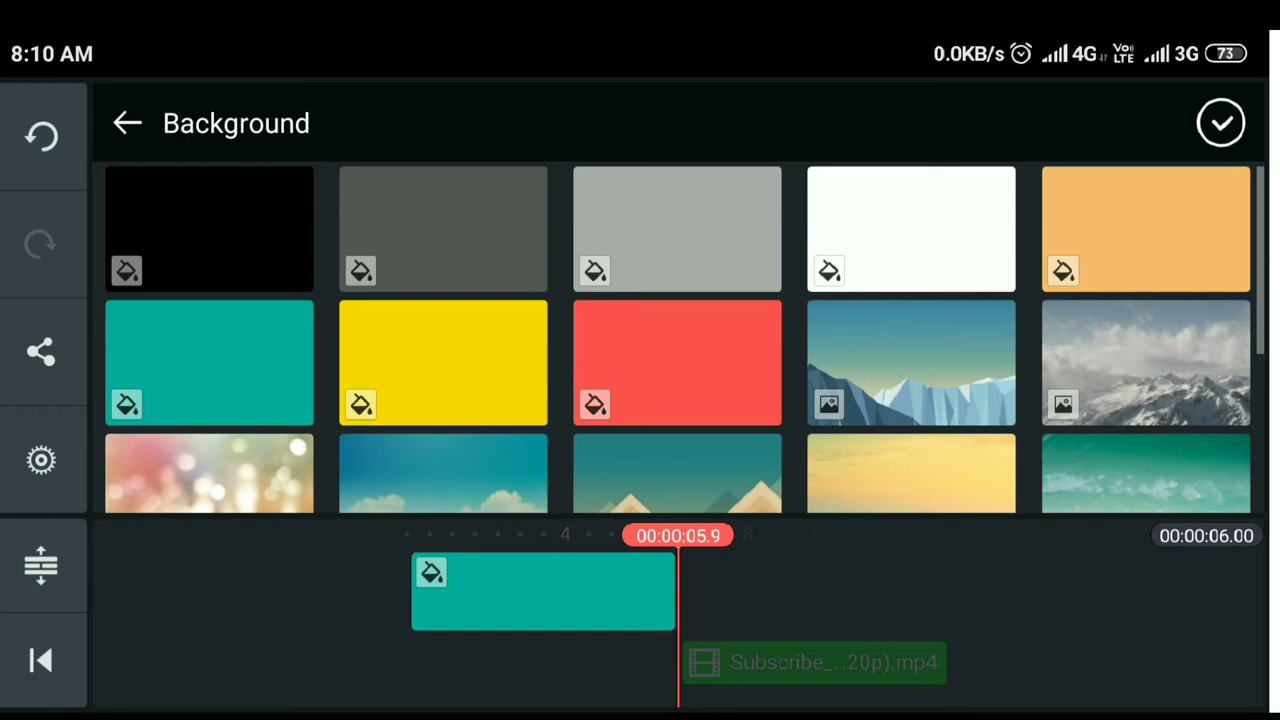 8:10 AM
0.0KB/s 4G Vo)) LTE 3G 73
Background
4
00:00:05.9
8
00:00:06.00
Subscribe_...20p).mp4